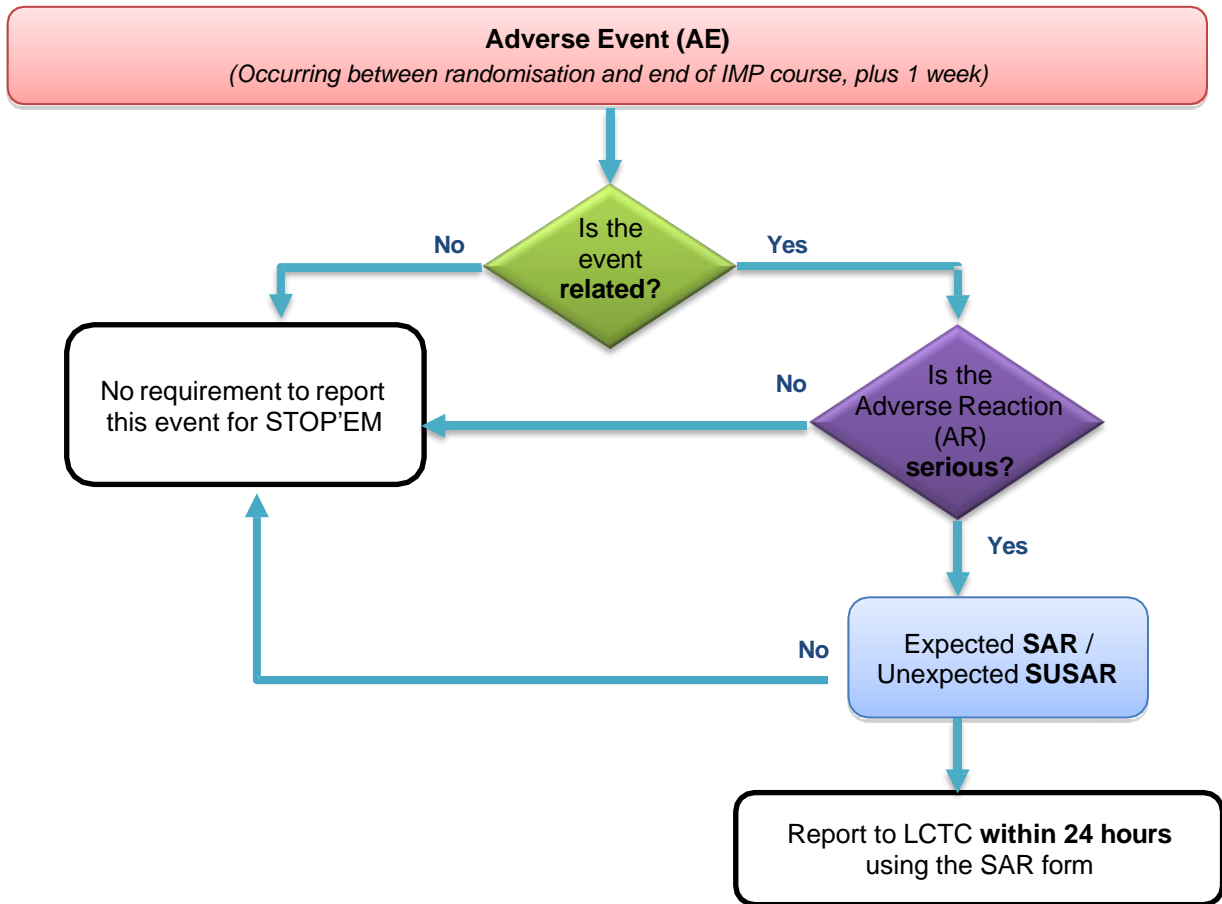 Adverse Event (AE)
(Occurring between randomisation and end of IMP course, plus 1 week)
Is the
event
related?
No
Yes
No requirement to report
this event for STOP’EM
No
Is the
Adverse Reaction
(AR)
serious?
Yes
No
Expected SAR /
Unexpected SUSAR
Report to LCTC within 24 hours
using the SAR form